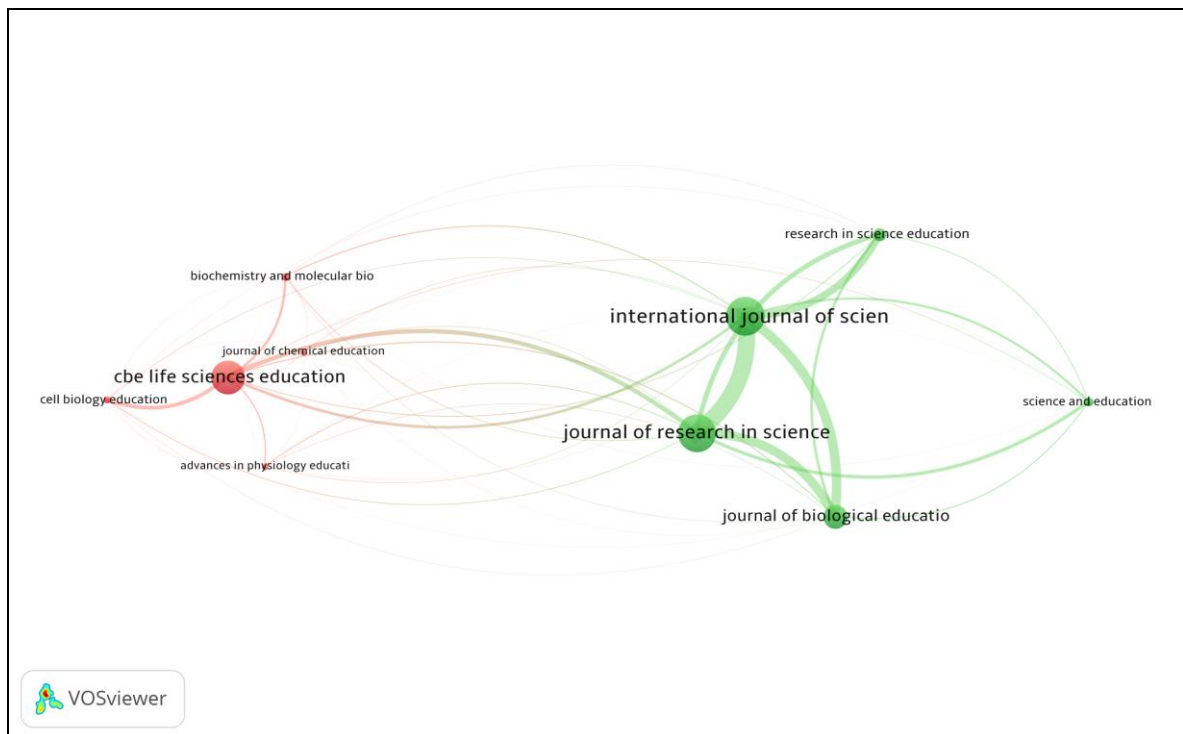 research in science education
biochemistry and molecular bio
international journal of scien
journal of chemical education
cbe life sciences education
cell biology education
science and education
journal of research in science
advances in physiology educati
journal of biological educatio
VOSviewer